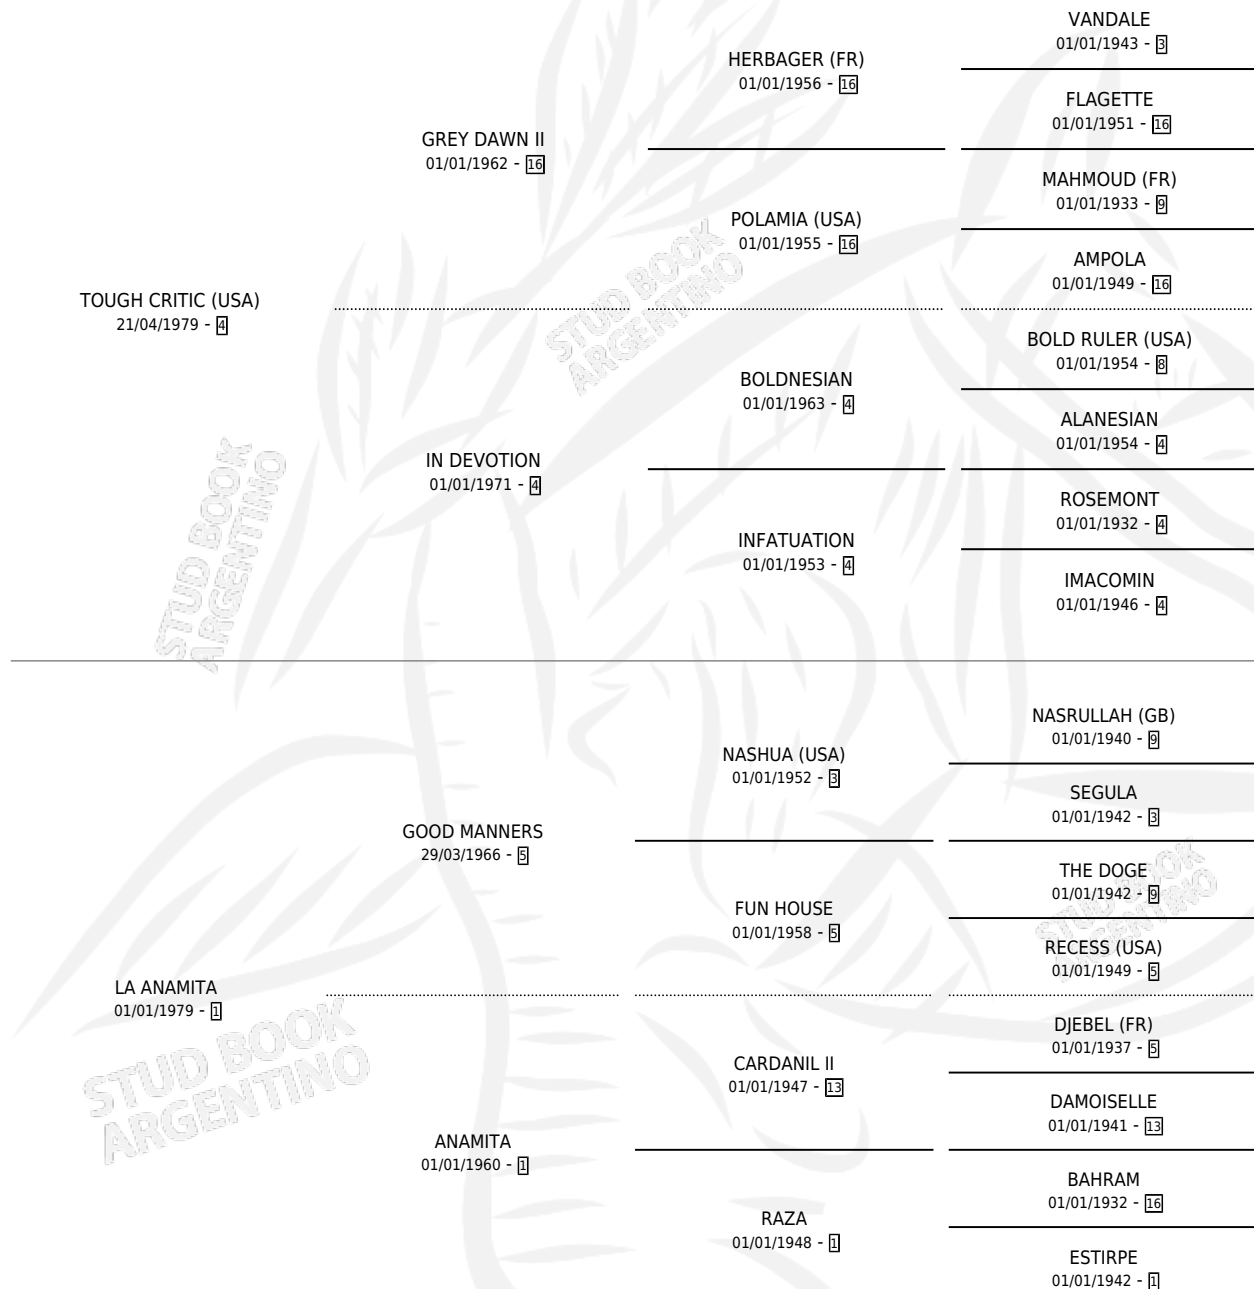 TOUGH CRITIC (USA)
21/04/1979 - 4
GREY DAWN II
01/01/1962 - 16
HERBAGER (FR)
01/01/1956 - 16
VANDALE
01/01/1943 - 3
FLAGETTE
01/01/1951 - 16
POLAMIA (USA)
01/01/1955 - 16
MAHMOUD (FR)
01/01/1933 - 9
AMPOLA
01/01/1949 - 16
IN DEVOTION
01/01/1971 - 4
BOLDNESIAN
01/01/1963 - 4
BOLD RULER (USA)
01/01/1954 - 8
ALANESIAN
01/01/1954 - 4
INFATUATION
01/01/1953 - 4
ROSEMONT
01/01/1932 - 4
IMACOMIN
01/01/1946 - 4
LA ANAMITA
01/01/1979 - 1
GOOD MANNERS
29/03/1966 - 5
NASHUA (USA)
01/01/1952 - 3
NASRULLAH (GB)
01/01/1940 - 9
SEGULA
01/01/1942 - 3
FUN HOUSE
01/01/1958 - 5
THE DOGE
01/01/1942 - 9
RECESS (USA)
01/01/1949 - 5
ANAMITA
01/01/1960 - 1
CARDANIL II
01/01/1947 - 13
DJEBEL (FR)
01/01/1937 - 5
DAMOISELLE
01/01/1941 - 13
RAZA
01/01/1948 - 1
BAHRAM
01/01/1932 - 16
ESTIRPE
01/01/1942 - 1
STUD BOOK
ARGENTINO
STUD BOOK
ARGENTINO
STUD BOOK
ARGENTINO
STUD BOOK
ARGENTINO